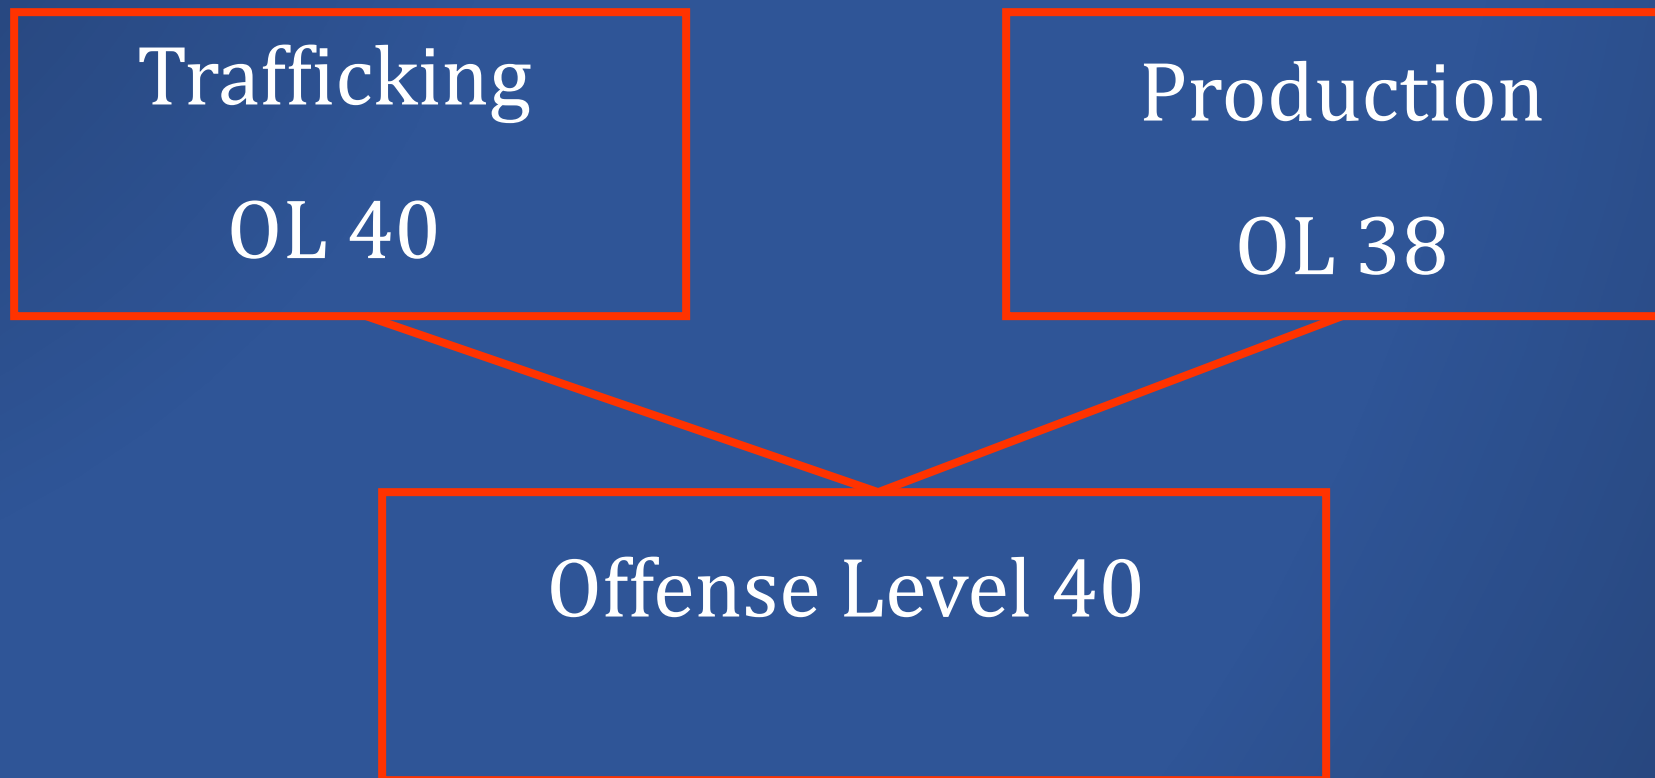 Trafficking
OL 40
Production
OL 38
Offense Level 40